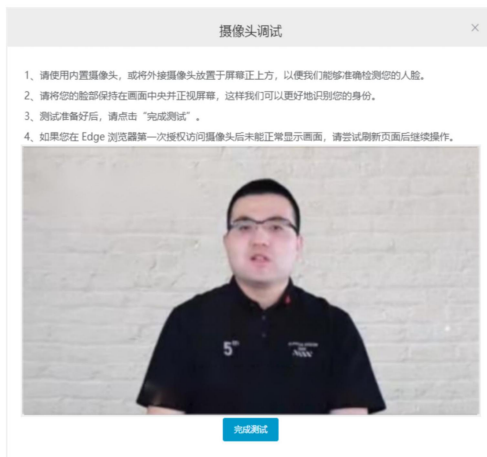 摄像头调试
×
1、请使用内置摄像头，或将外接摄像头放置于屏幕正上方，以便我们能够准确检测您的人脸。
2、请将您的脸部保持在画面中央并正视屏幕，这样我们可以更好地识别您的身份。
3、测试准备好后，请点击“完成测试”。
4、如果您在 Edge 浏览器第一次授权访问摄像头后未能正常显示画面，请尝试刷新页面后继续操作。
5
完成测试